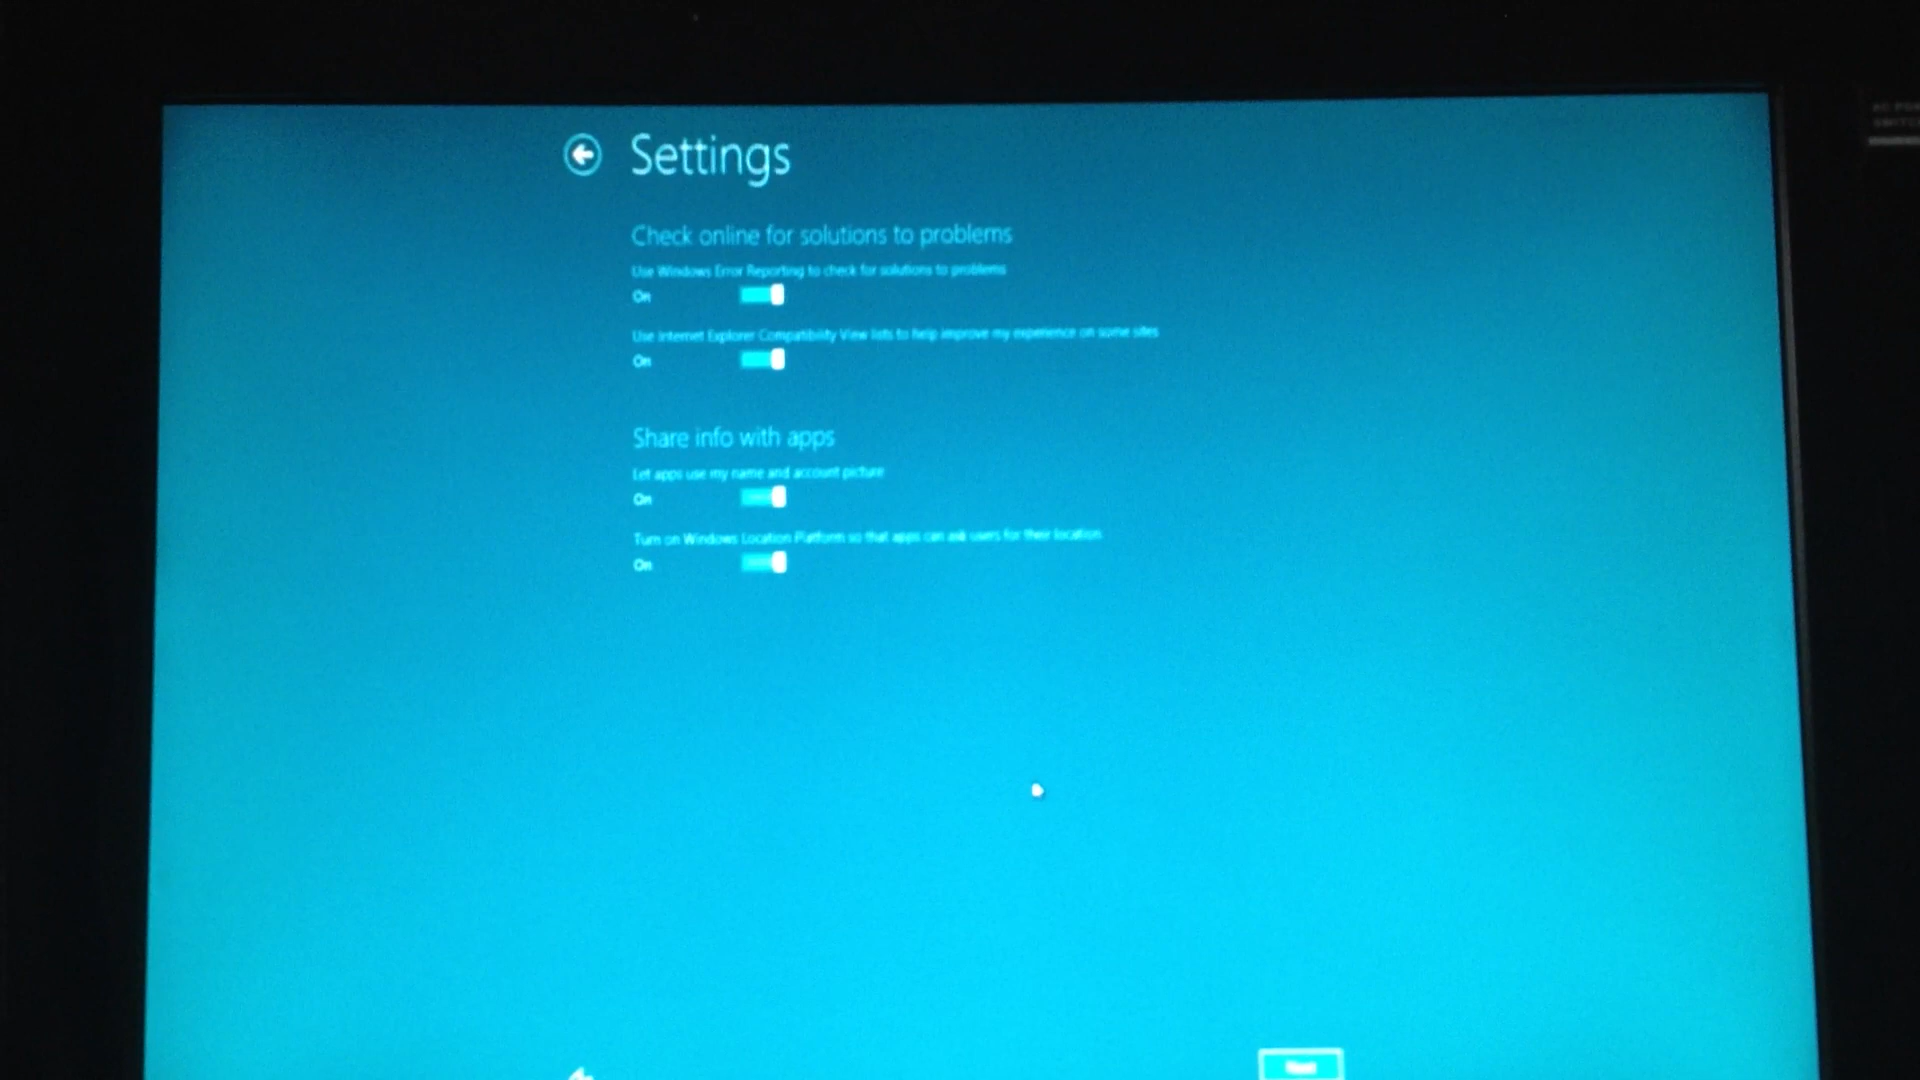 Settings
Check online for solutions to problems
Use Windows Error Reporting to check for solutions to problems
On
Use Internet Explorer Compatibility View lists to help improve my experience on some sites
On
Share info with apps
Let apps use my name and account picture
On
Turn on Windows Location Platform so that apps can ask users for their location
On
Next